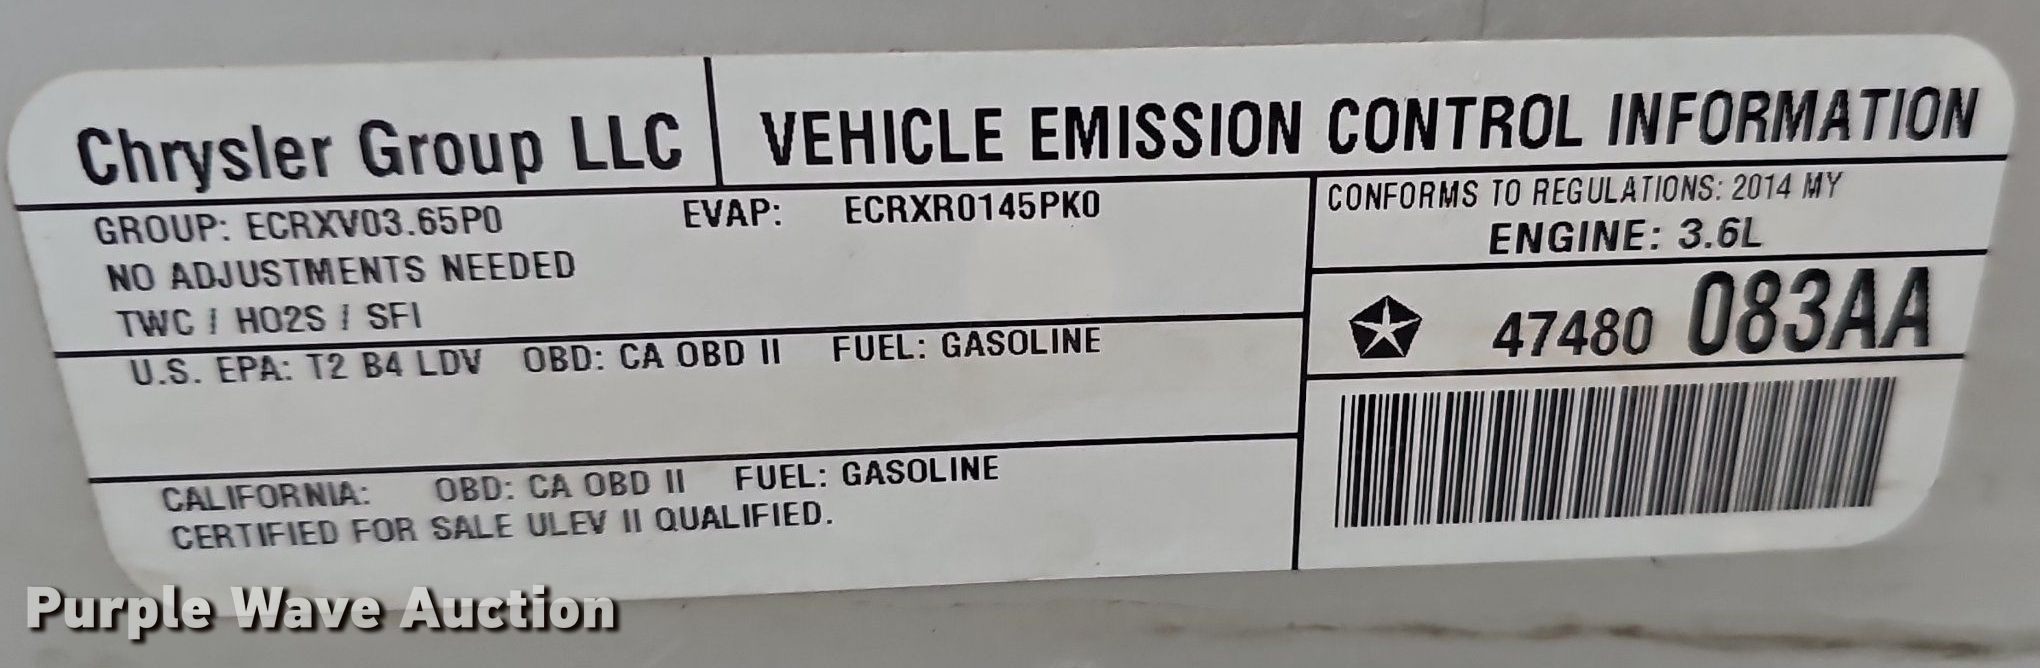 Chrysler Group LLC
VEHICLE EMISSION CONTROL INFORMATION
GROUP: ECRXV03.65P0 EVAP: ECRXR0145PK0
NO ADJUSTMENTS NEEDED
TWC / HO2S / SFI
U.S. EPA: T2 B4 LDV OBD: CA OBD II FUEL: GASOLINE
CALIFORNIA: OBD: CA OBD II FUEL: GASOLINE
CERTIFIED FOR SALE ULEV II QUALIFIED.
CONFORMS TO REGULATIONS: 2014 MY
ENGINE: 3.6L
47480 083AA
Purple Wave Auction